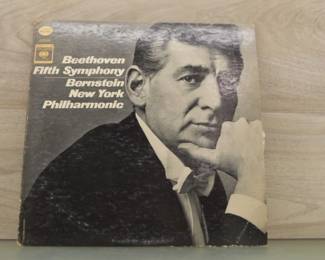 Beethoven
Fifth Symphony
Bernstein
New York
Philharmonic